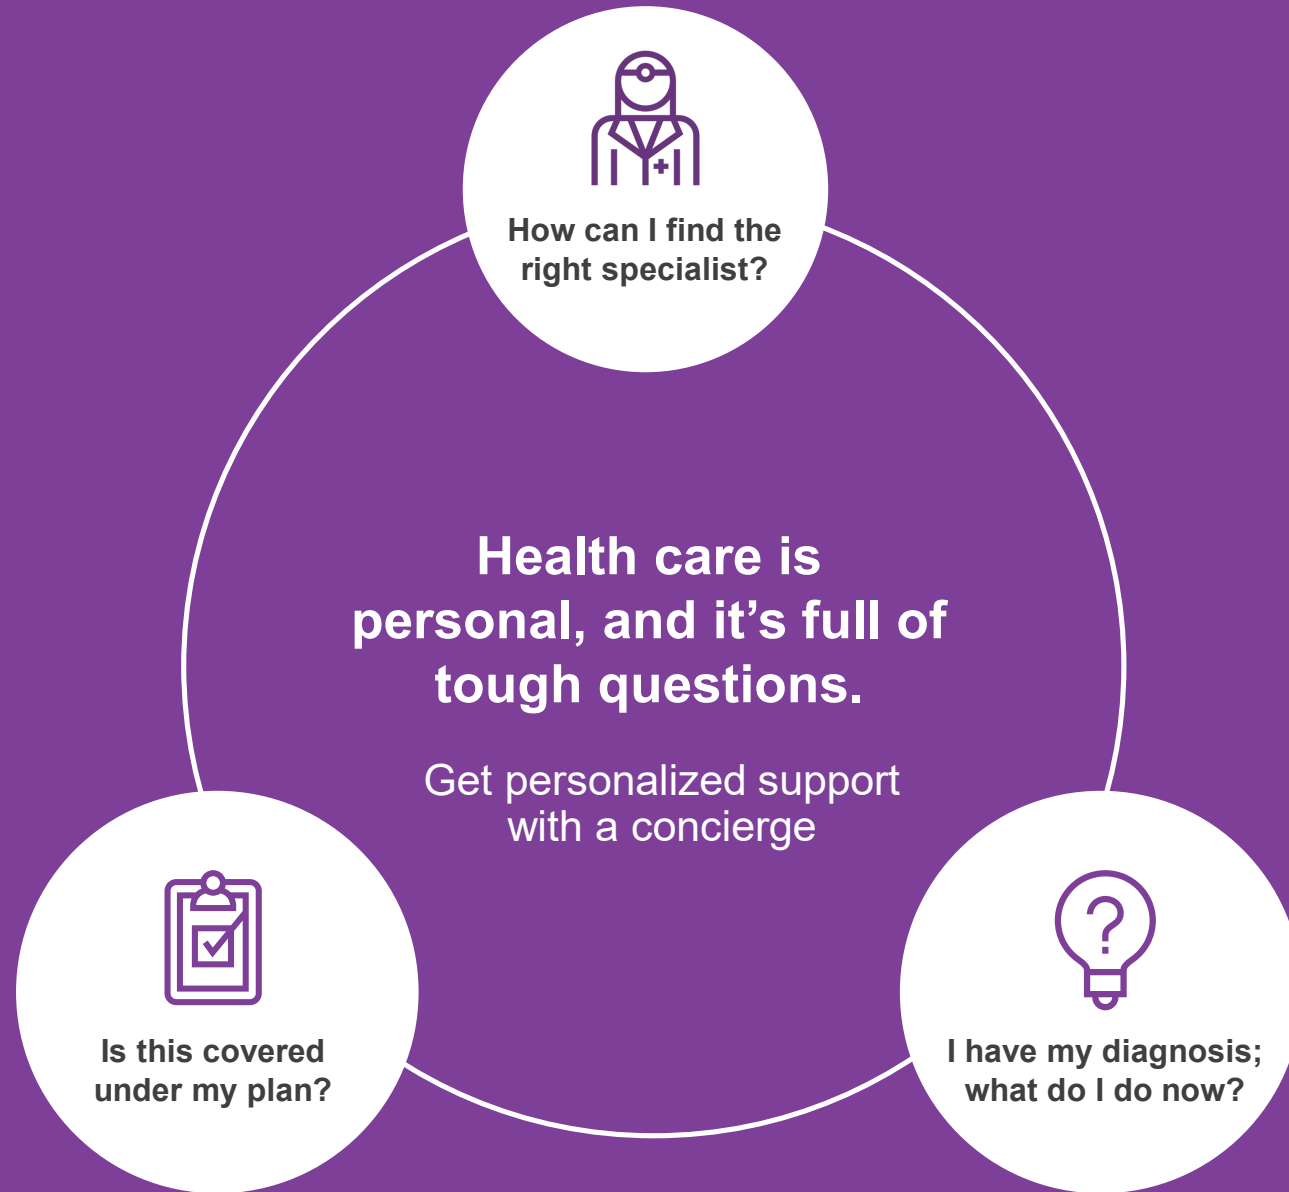 How can I find the
right specialist?
Health care is
personal, and it’s full of
tough questions.
Get personalized support
with a concierge
Is this covered
under my plan?
I have my diagnosis;
what do I do now?